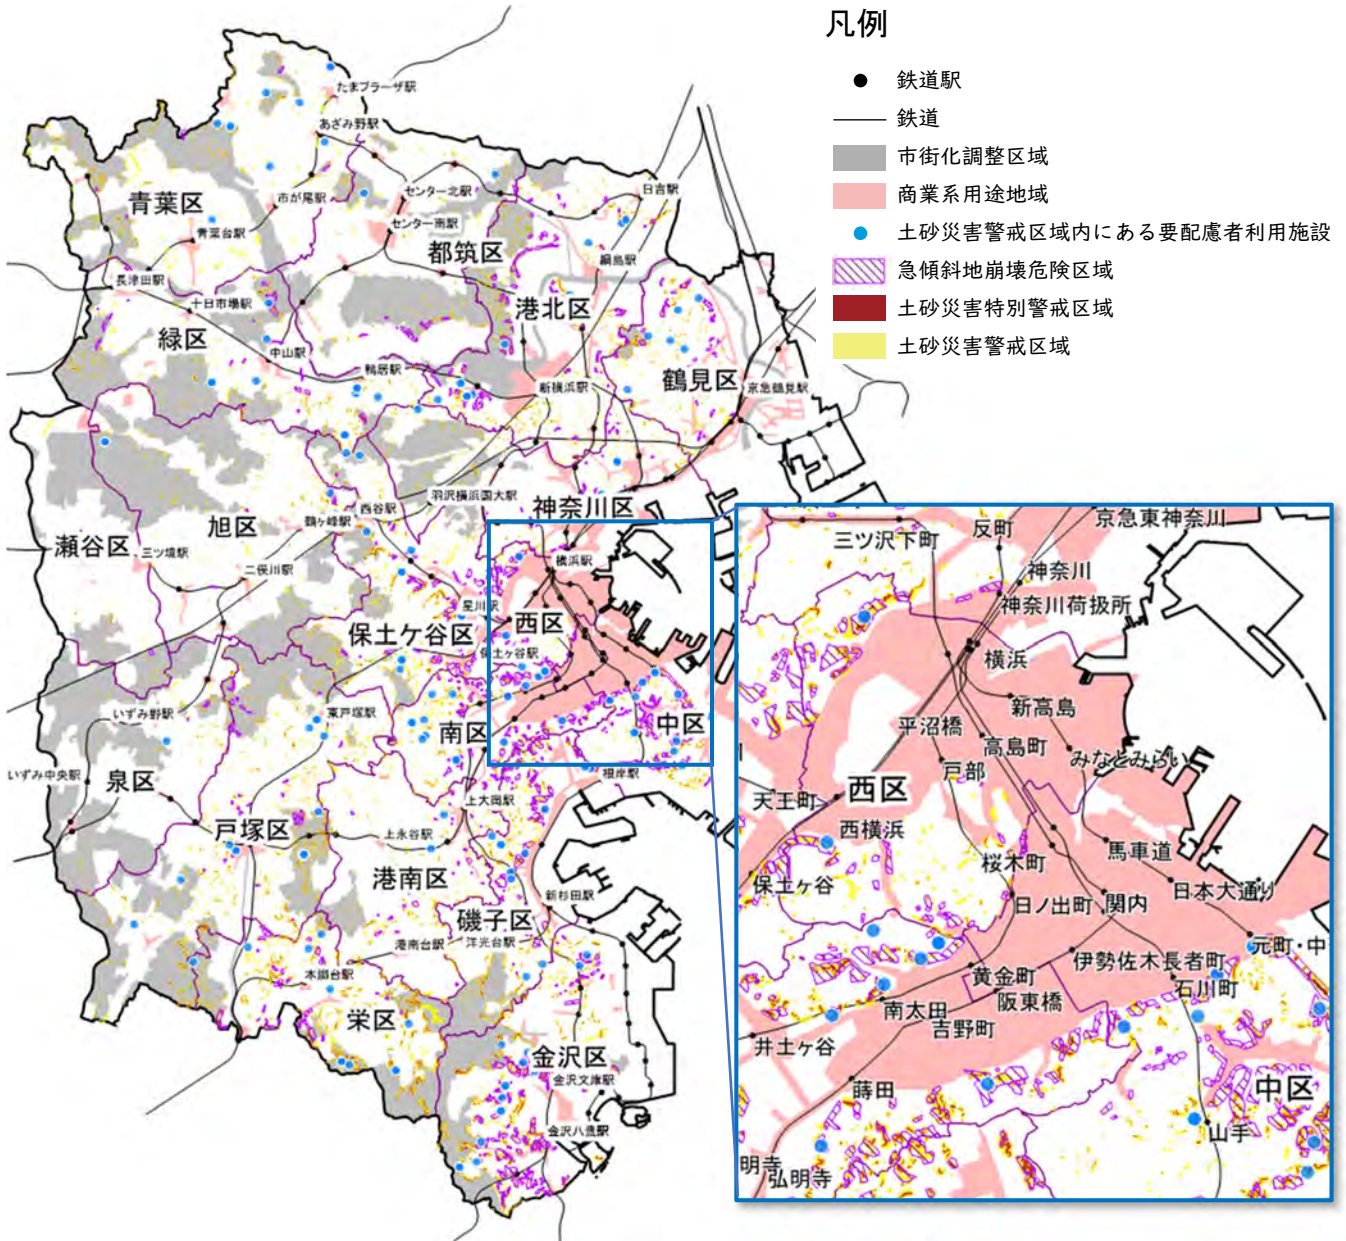 凡例
鉄道駅
鉄道
市街化調整区域
商業系用途地域
土砂災害警戒区域内にある要配慮者利用施設
急傾斜地崩壊危険区域
土砂災害特別警戒区域
土砂災害警戒区域
たまプラーザ駅
あざみ野駅
青葉区
市が尾駅
センター北駅
日吉駅
センター南駅
青葉台駅
都筑区
綱島駅
長津田駅
十日市場駅
港北区
緑区
中山駅
鴨居駅
新横浜駅
鶴見区
京急鶴見駅
羽沢横浜国大駅
西谷駅
神奈川区
鶴ヶ峰駅
旭区
瀬谷区
三ツ境駅
二俣川駅
横浜駅
星川駅
西区
保土ケ谷区
保土ヶ谷駅
いずみ野駅
東戸塚駅
南区
中区
いずみ中央駅
泉区
根岸駅
上大岡駅
戸塚区
上永谷駅
港南区
新杉田駅
磯子区
港南台駅
洋光台駅
本郷台駅
栄区
金沢区
金沢文庫駅
金沢八景駅
三ツ沢下町
反町
京急東神奈川
神奈川
神奈川荷扱所
横浜
新高島
平沼橋
高島町
みなとみらい
戸部
天王町
西区
西横浜
馬車道
桜木町
保土ヶ谷
日本大通り
日ノ出町
関内
元町・中
伊勢佐木長者町
黄金町
石川町
南太田
阪東橋
吉野町
井土ヶ谷
蒔田
中区
山手
明寺
弘明寺